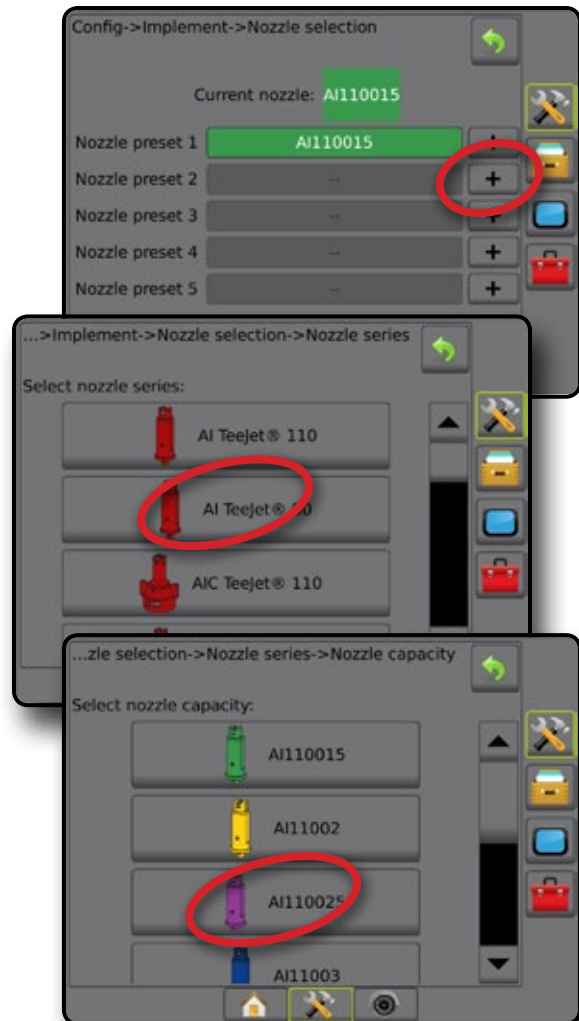 Config->Implement->Nozzle selection
Current nozzle: AI110015
Nozzle preset 1 AI110015 +
Nozzle preset 2 -- +
Nozzle preset 3 -- +
Nozzle preset 4 -- +
Nozzle preset 5 -- +
...>Implement->Nozzle selection->Nozzle series
Select nozzle series:
AI TeeJet® 110
AI TeeJet® 80
AIC TeeJet® 110
...zle selection->Nozzle series->Nozzle capacity
Select nozzle capacity:
AI110015
AI11002
AI110025
AI11003